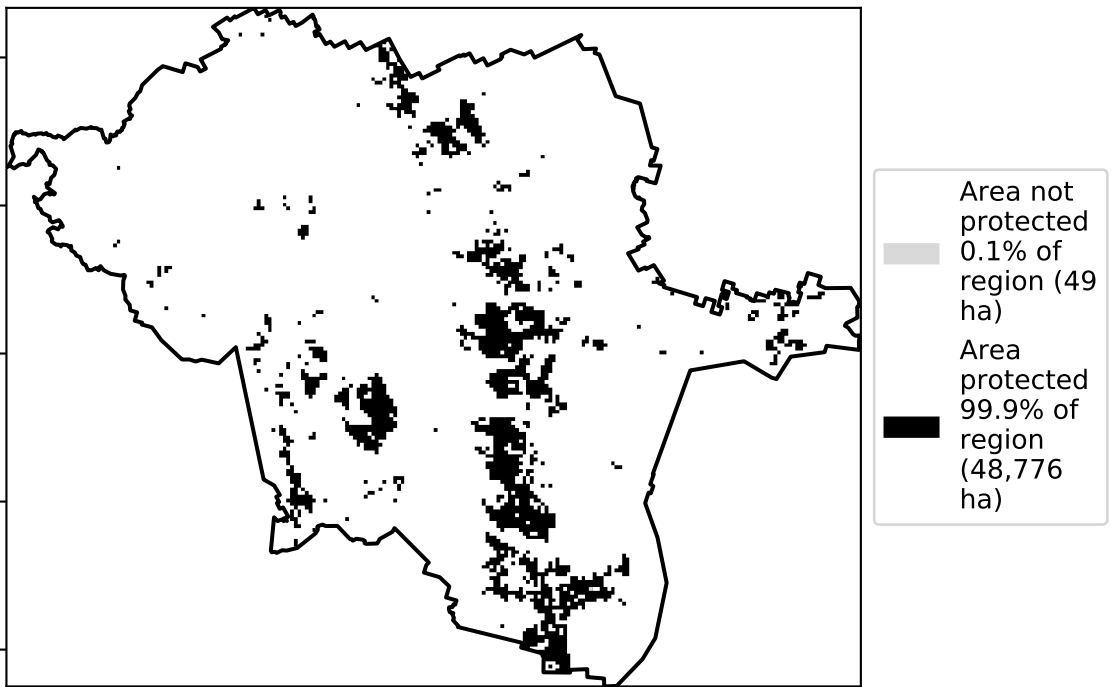 Area not
protected
0.1% of
region (49
ha)
Area
protected
99.9% of
region
(48,776
ha)